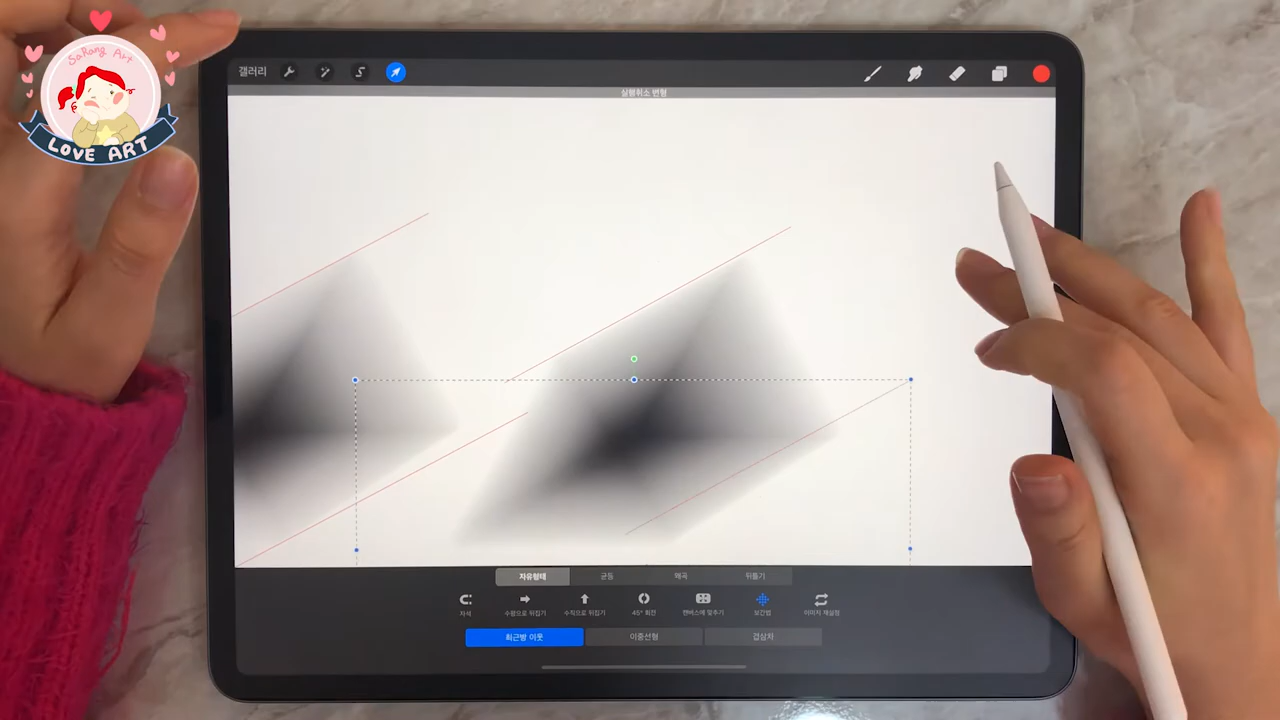 SaRang Art
LOVE ART
갤러리
실행취소 변형
자유형태 균등 왜곡 뒤틀기
자석 수평으로 뒤집기 수직으로 뒤집기 45° 회전 캔버스에 맞추기 보간법 이미지 재설정
최근방 이웃 이중선형 겹삼차